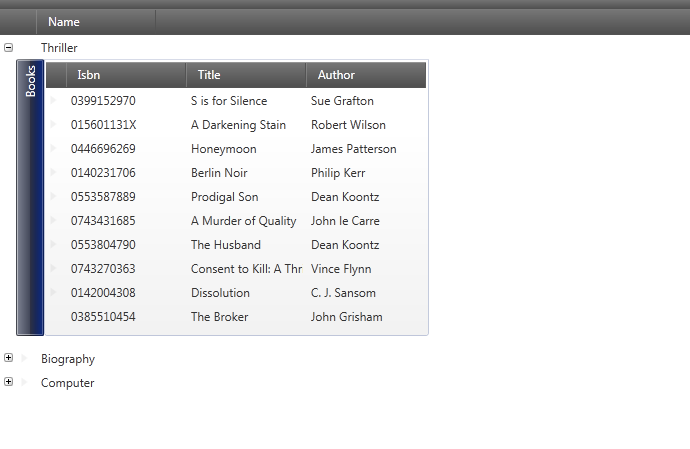 Name
Thriller
Books
Isbn Title Author
0399152970 S is for Silence Sue Grafton
015601131X A Darkening Stain Robert Wilson
0446696269 Honeymoon James Patterson
0140231706 Berlin Noir Philip Kerr
0553587889 Prodigal Son Dean Koontz
0743431685 A Murder of Quality John le Carre
0553804790 The Husband Dean Koontz
0743270363 Consent to Kill: A Thr Vince Flynn
0142004308 Dissolution C. J. Sansom
0385510454 The Broker John Grisham
Biography
Computer